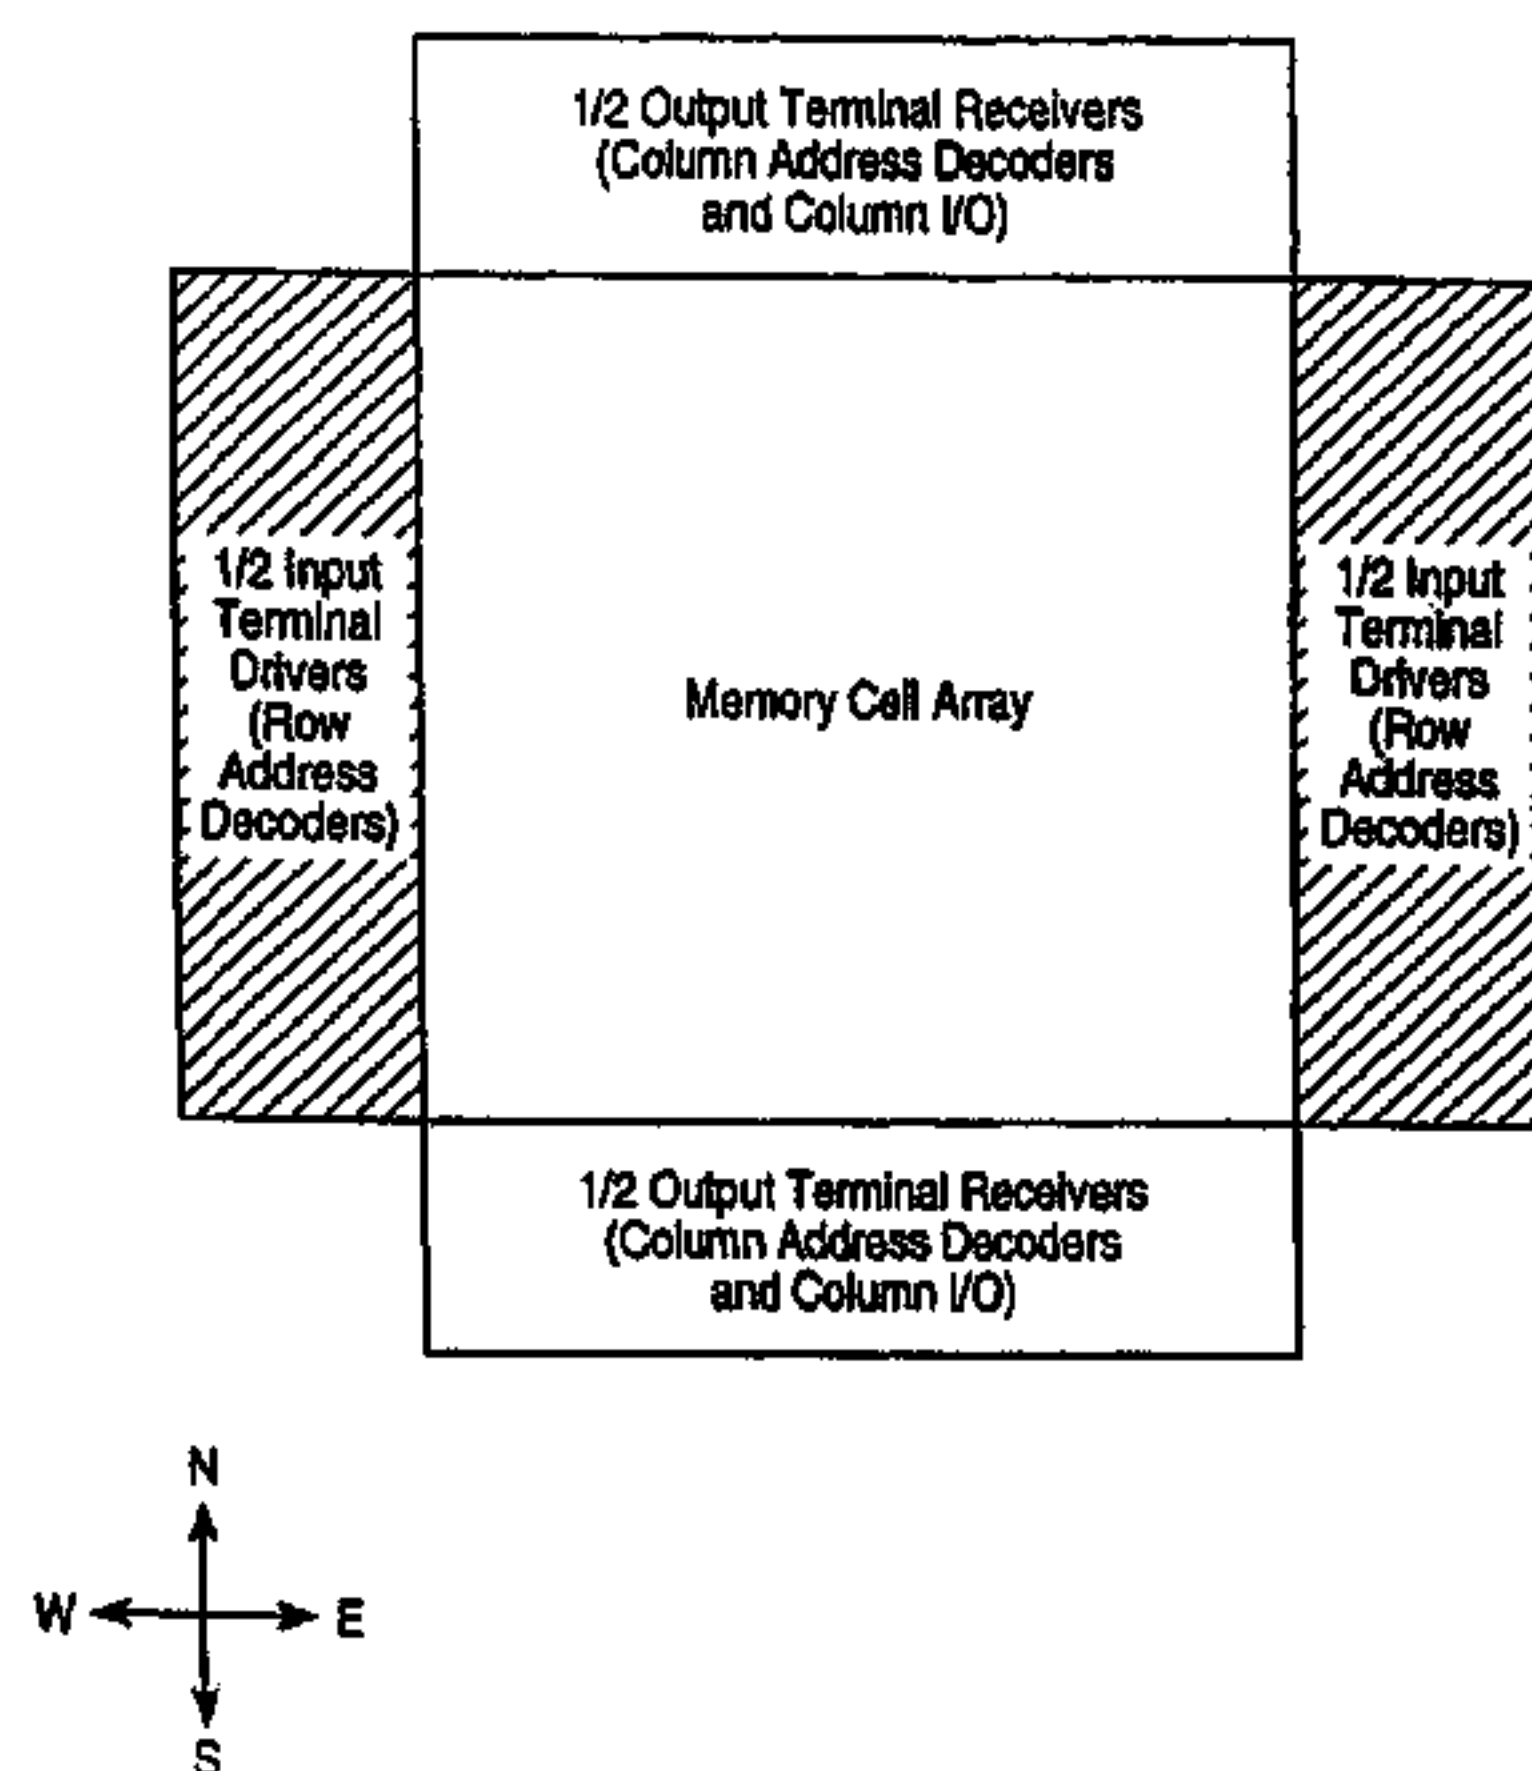 1/2 Output Terminal Receivers
(Column Address Decoders
and Column I/O)
1/2 Input
Terminal
Drivers
(Row
Address
Decoders)
Memory Cell Array
1/2 Input
Terminal
Drivers
(Row
Address
Decoders)
1/2 Output Terminal Receivers
(Column Address Decoders
and Column I/O)
N
W E
S